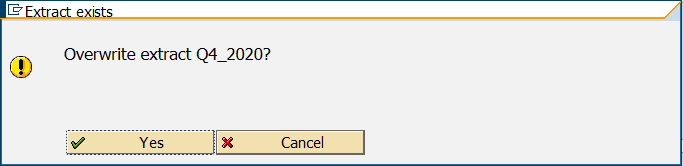 Extract exists
Overwrite extract Q4_2020?
Yes
Cancel